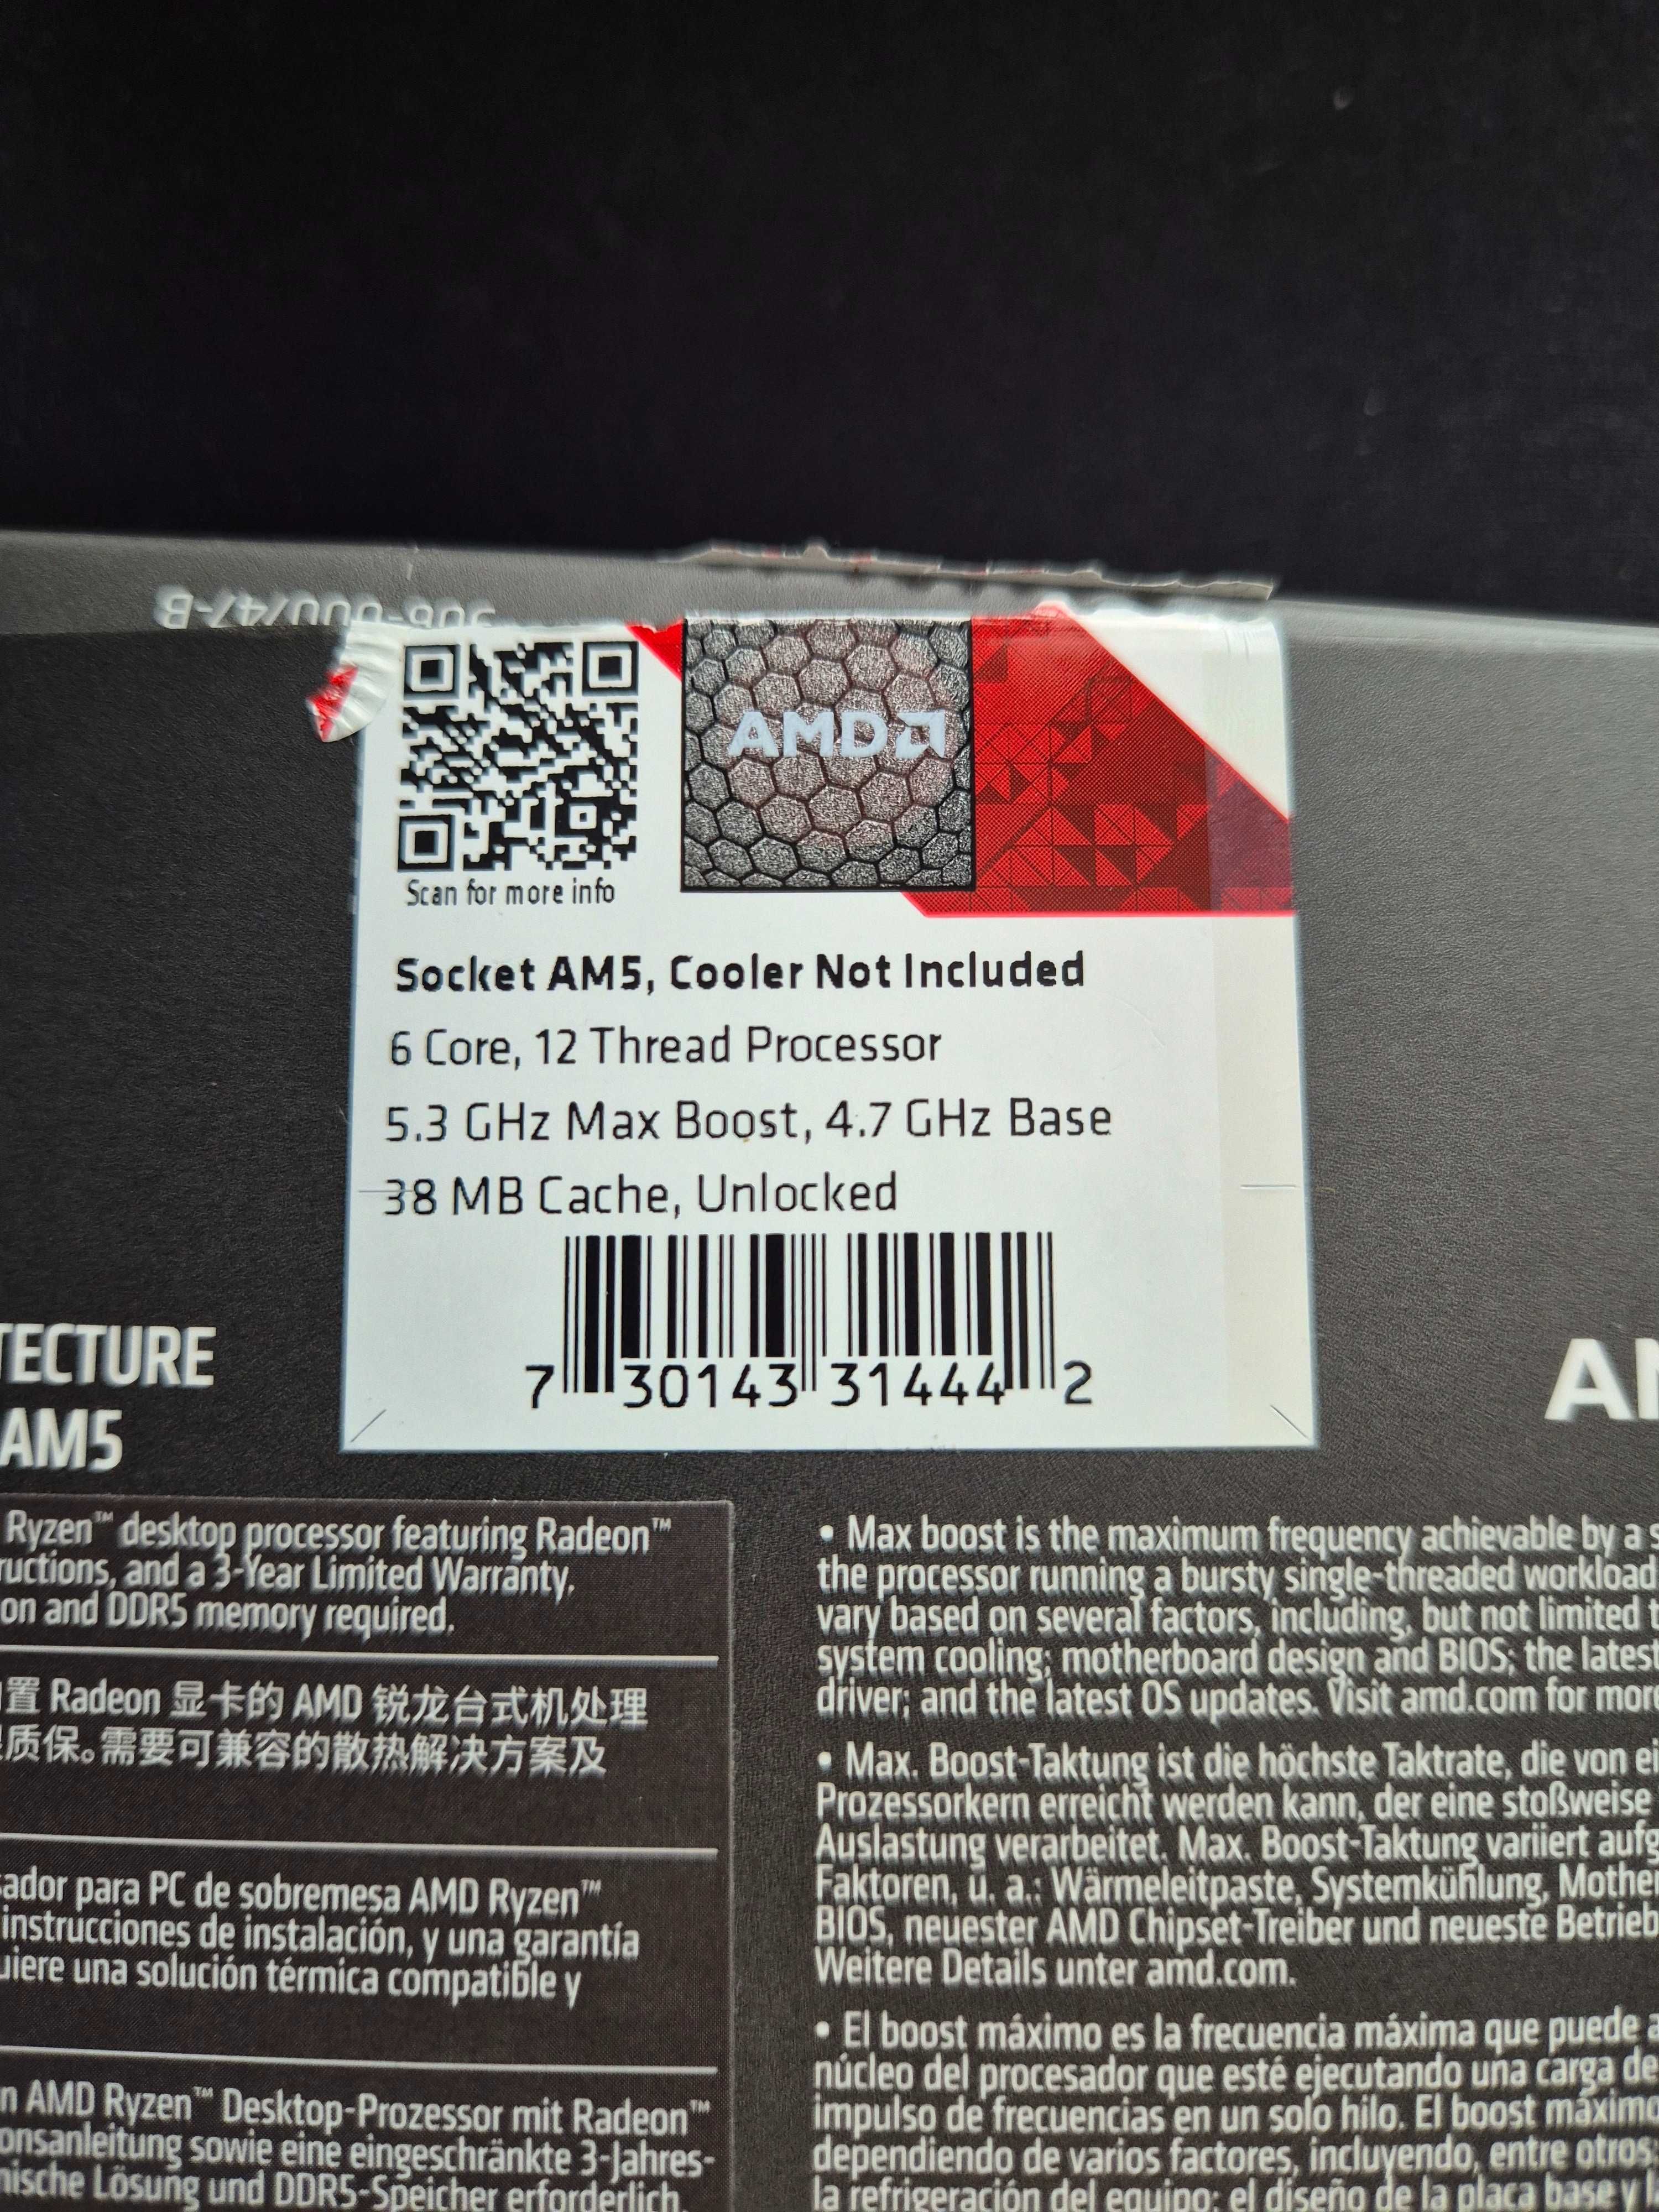 AMD
Scan for more info
Socket AM5, Cooler Not Included
6 Core, 12 Thread Processor
5.3 GHz Max Boost, 4.7 GHz Base
38 MB Cache, Unlocked
7 30143 31444 2
TECTURE
AM5
AM
Ryzen™ desktop processor featuring Radeon™
ructions, and a 3-Year Limited Warranty.
on and DDR5 memory required.
置 Radeon 显卡的 AMD 锐龙台式机处理
质保。需要可兼容的散热解决方案及
sador para PC de sobremesa AMD Ryzen™
instrucciones de instalación, y una garantía
uiere una solución térmica compatible y
n AMD Ryzen™ Desktop-Prozessor mit Radeon™
onsanleitung sowie eine eingeschränkte 3-Jahres-
nische Lösung und DDR5-Speicher erforderlich.
• Max boost is the maximum frequency achievable by a s
the processor running a bursty single-threaded workload
vary based on several factors, including, but not limited t
system cooling; motherboard design and BIOS; the latest
driver; and the latest OS updates. Visit amd.com for more
• Max. Boost-Taktung ist die höchste Taktrate, die von ei
Prozessorkern erreicht werden kann, der eine stoßweise
Auslastung verarbeitet. Max. Boost-Taktung variiert aufg
Faktoren, u. a.: Wärmeleitpaste, Systemkühlung, Mother
BIOS, neuester AMD Chipset-Treiber und neueste Betrieb
Weitere Details unter amd.com.
• El boost máximo es la frecuencia máxima que puede a
núcleo del procesador que esté ejecutando una carga de
impulso de frecuencias en un solo hilo. El boost máximo
dependiendo de varios factores, incluyendo, entre otros:
la refrigeración del equipo; el diseño de la placa base y l